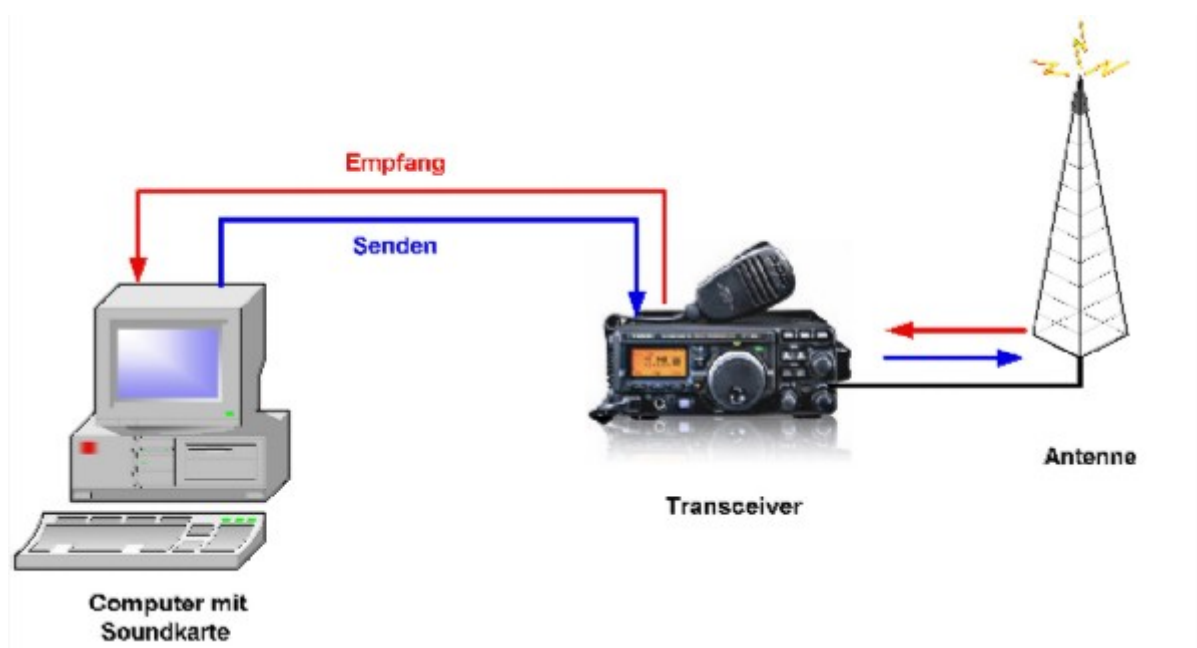 Empfang
Senden
Antenne
Transceiver
Computer mit
Soundkarte